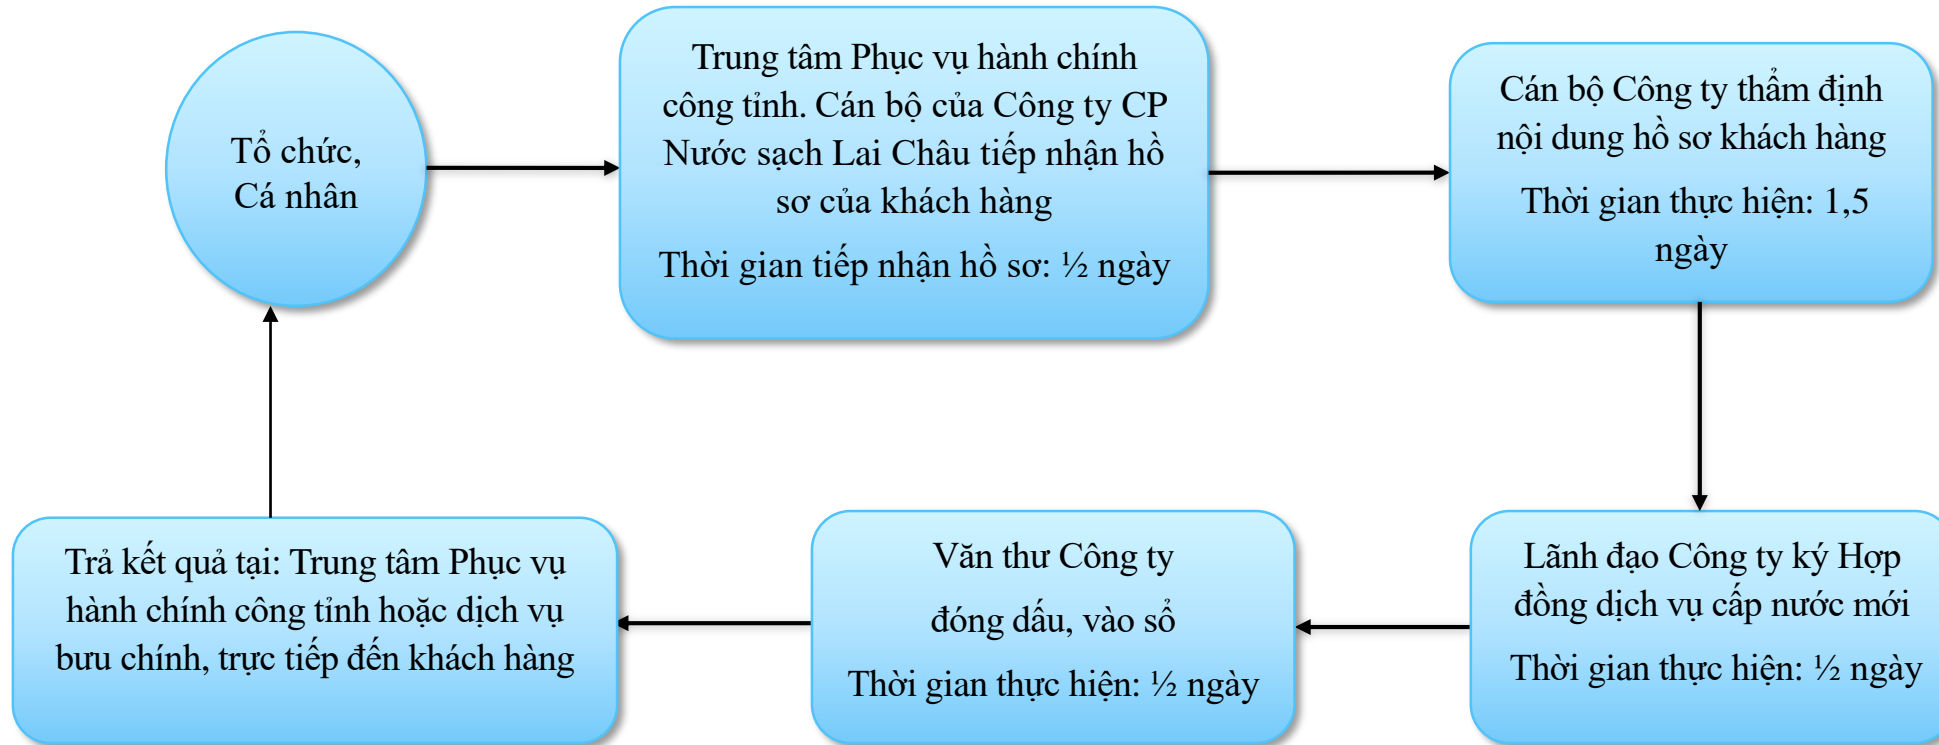 Tổ chức,
Cá nhân
Trung tâm Phục vụ hành chính
công tỉnh. Cán bộ của Công ty CP
Nước sạch Lai Châu tiếp nhận hồ
sơ của khách hàng
Thời gian tiếp nhận hồ sơ: ½ ngày
Cán bộ Công ty thẩm định
nội dung hồ sơ khách hàng
Thời gian thực hiện: 1,5
ngày
Lãnh đạo Công ty ký Hợp
đồng dịch vụ cấp nước mới
Thời gian thực hiện: ½ ngày
Văn thư Công ty
đóng dấu, vào sổ
Thời gian thực hiện: ½ ngày
Trả kết quả tại: Trung tâm Phục vụ
hành chính công tỉnh hoặc dịch vụ
bưu chính, trực tiếp đến khách hàng